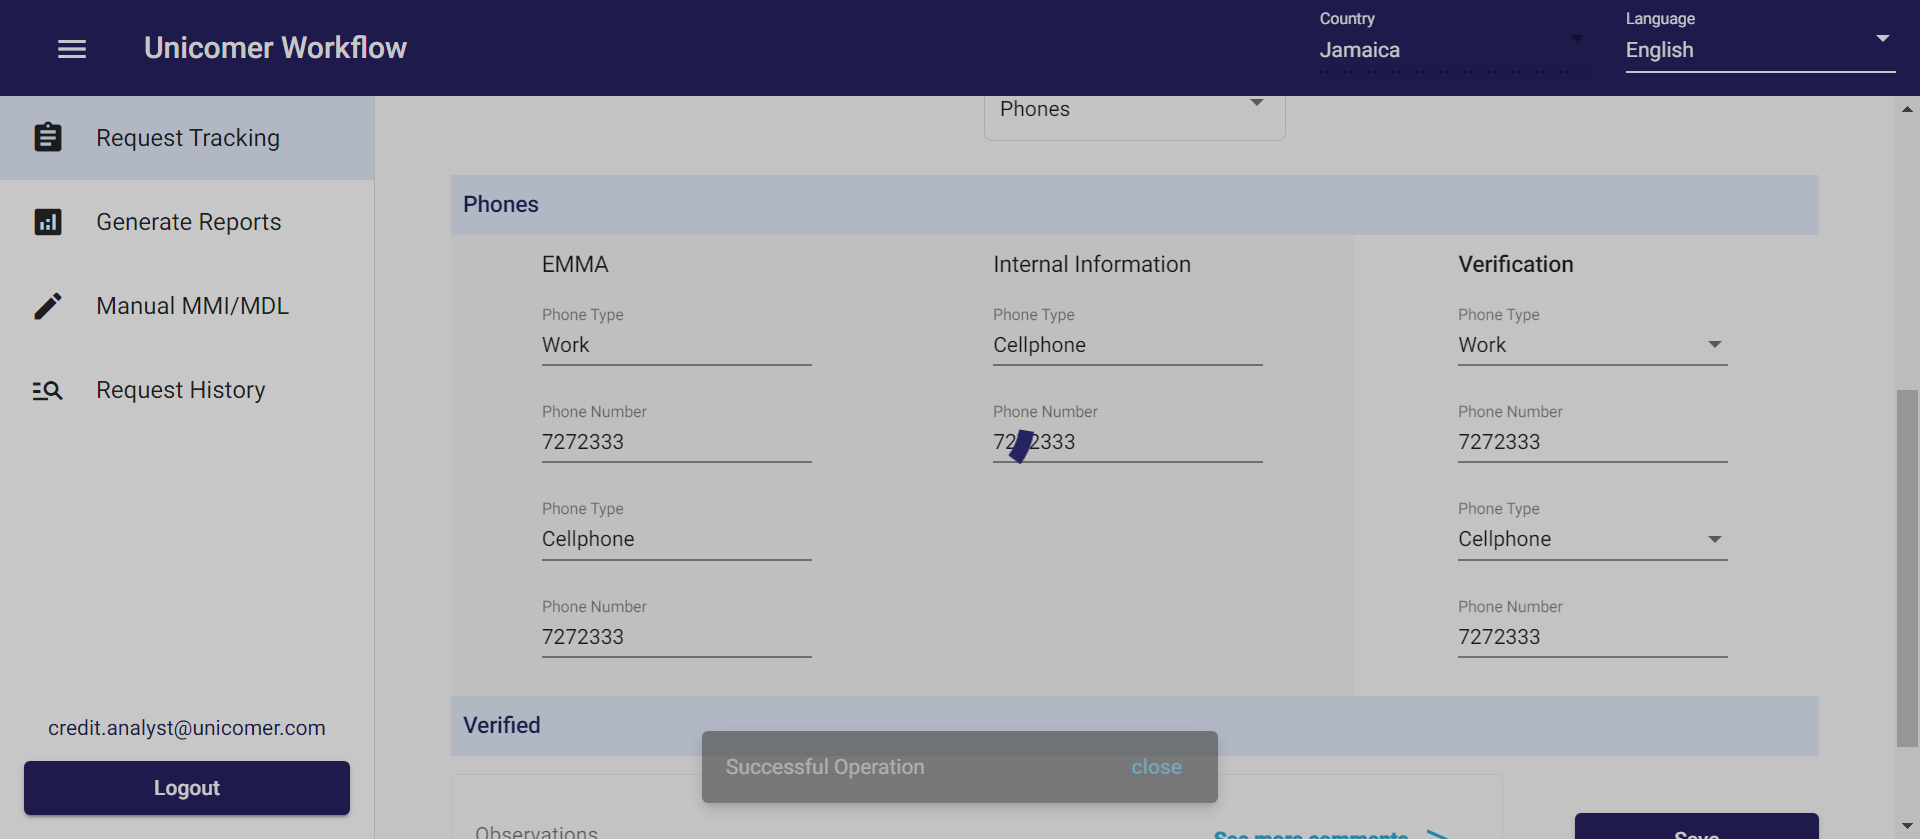 Unicomer Workflow
Country
Jamaica
Language
English
Request Tracking
Generate Reports
Manual MMI/MDL
Request History
credit.analyst@unicomer.com
Logout
Phones
Phones
EMMA
Internal Information
Verification
Phone Type
Work
Phone Type
Cellphone
Phone Type
Work
Phone Number
7272333
Phone Number
7272333
Phone Number
7272333
Phone Type
Cellphone
Phone Type
Cellphone
Phone Number
7272333
Phone Number
7272333
Verified
Successful Operation
close
Observations
See more comments
Save